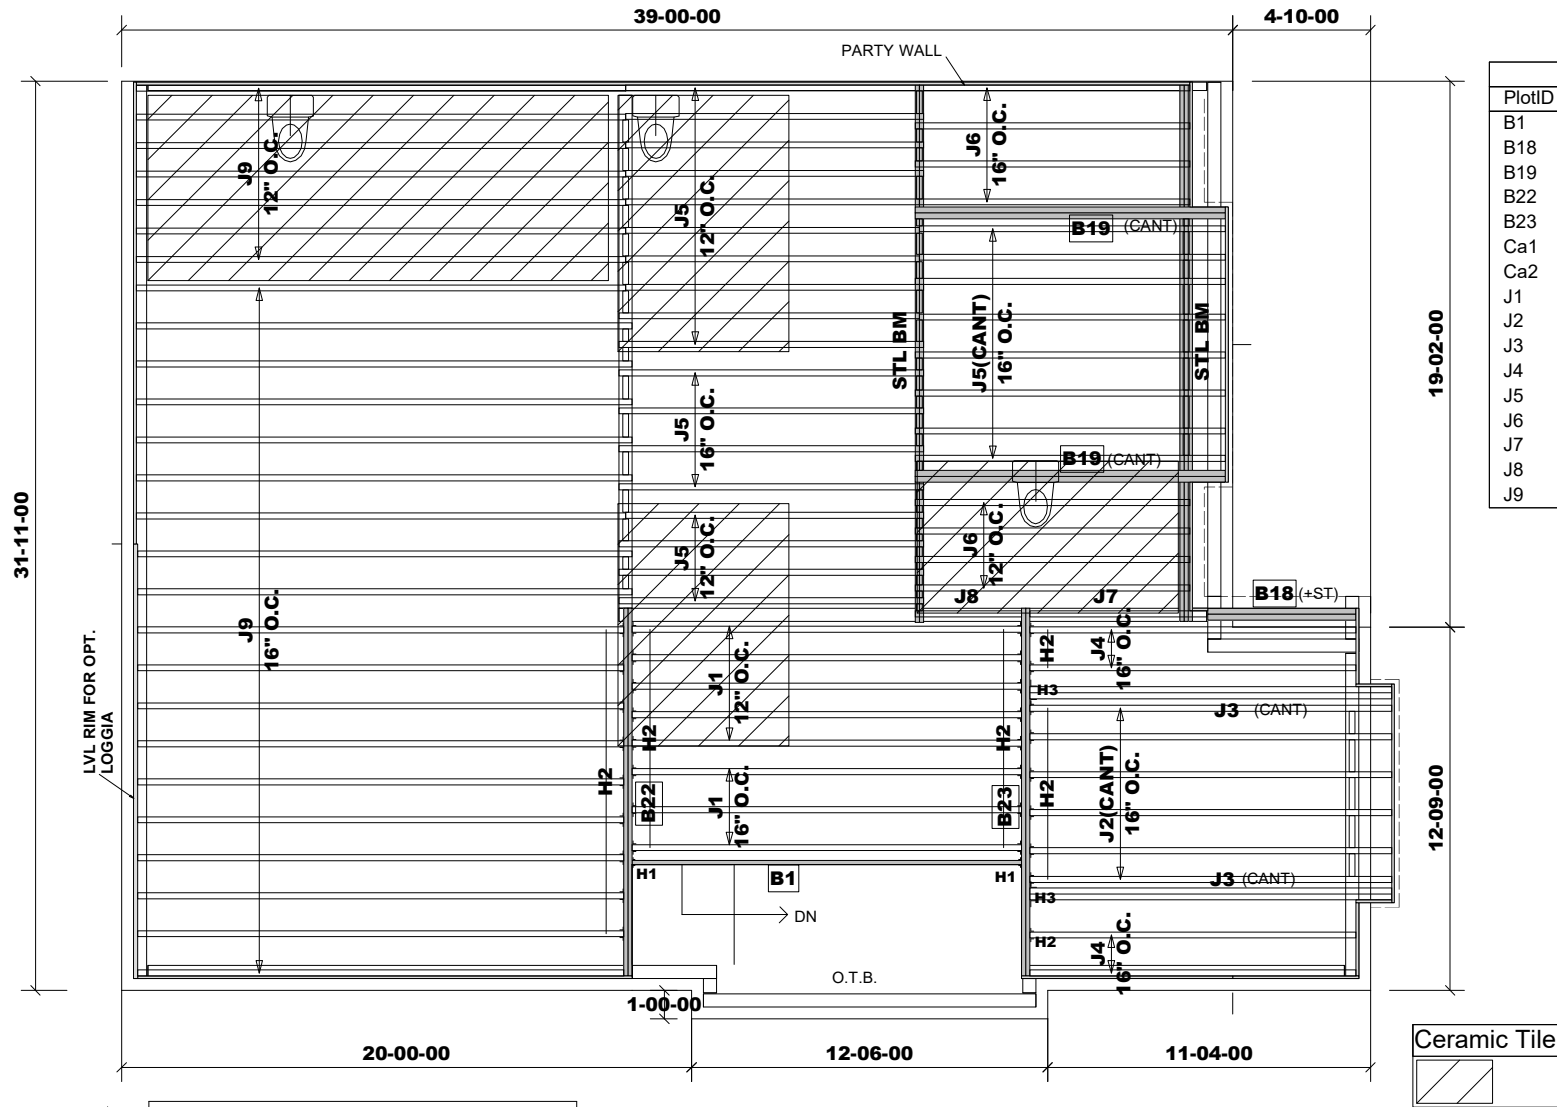 39-00-00
4-10-00
PARTY WALL
PlotID
B1
B18
B19
B22
B23
Ca1
Ca2
J1
J2
J3
J4
J5
J6
J7
J8
J9
J9
12" O.C.
J5
12" O.C.
J6
16" O.C.
B19 (CANT)
STL BM
J5(CANT)
16" O.C.
STL BM
19-02-00
J5
16" O.C.
B19 (CANT)
31-11-00
J5
12" O.C.
J6
12" O.C.
J8
J7
B18 (+ST)
J9
16" O.C.
LVL RIM FOR OPT.
LOGGIA
J1
12" O.C.
H2
H2
H2
J4
16" O.C.
H3
J3 (CANT)
H2
B22
J1
16" O.C.
B23
H2
J2(CANT)
16" O.C.
12-09-00
H1
B1
H1
J3 (CANT)
H3
DN
H2
J4
16" O.C.
O.T.B.
1-00-00
20-00-00
12-06-00
11-04-00
Ceramic Tile